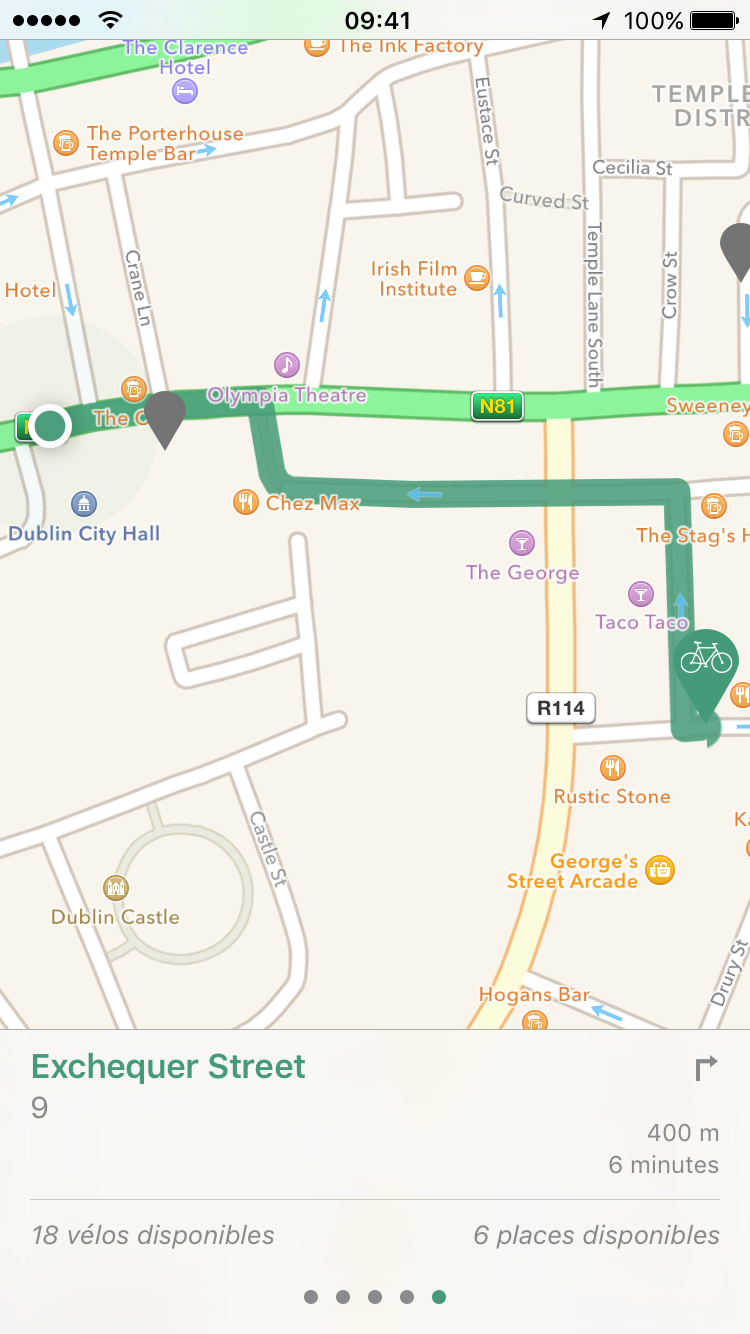 09:41
100%
The Clarence
Hotel
The Ink Factory
TEMPLE
DISTR
The Porterhouse
Temple Bar
Eustace St
Cecilia St
Curved St
Temple Lane South
Crow St
Crane Ln
Hotel
Irish Film
Institute
Olympia Theatre
N81
Sweeney
The
Chez Max
Dublin City Hall
The Stag's H
The George
Taco Taco
R114
Rustic Stone
Ka
George's
Street Arcade
Castle St
Dublin Castle
Drury St
Hogans Bar
Exchequer Street
9
400 m
6 minutes
18 vélos disponibles
6 places disponibles